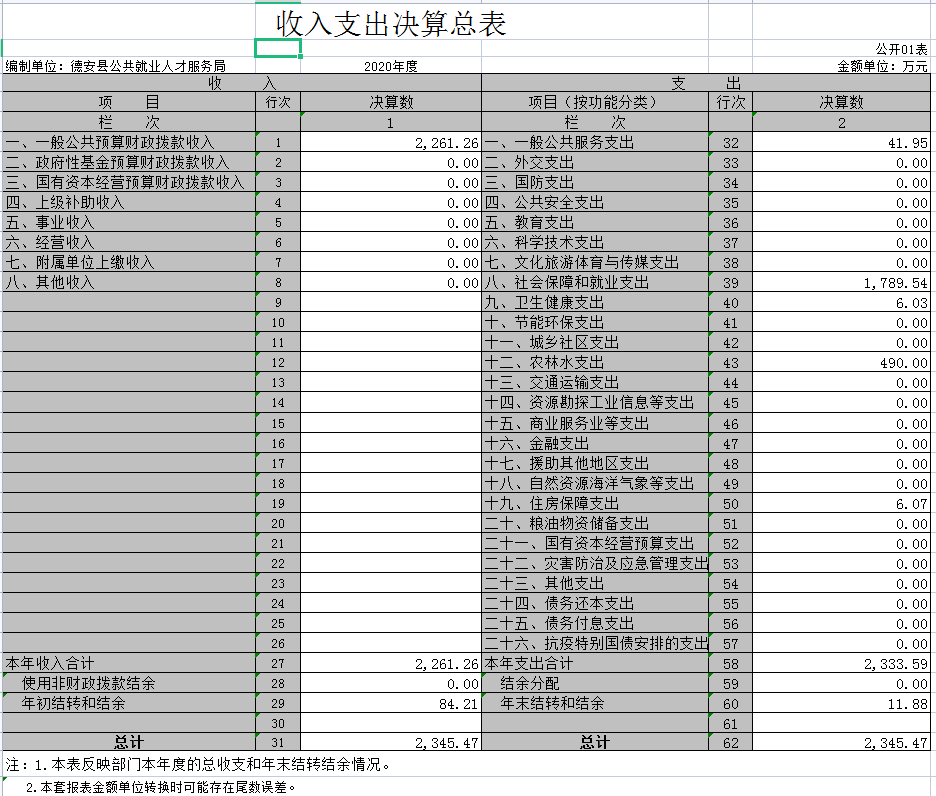 收入支出决算总表
公开01表
编制单位：德安县公共就业人才服务局 2020年度 金额单位：万元
收 入 支 出
项 目 行次 决算数 项目（按功能分类） 行次 决算数
栏 次 1 栏 次 2
一、一般公共预算财政拨款收入 1 2,261.26 一、一般公共服务支出 32 41.95
二、政府性基金预算财政拨款收入 2 0.00 二、外交支出 33 0.00
三、国有资本经营预算财政拨款收入 3 0.00 三、国防支出 34 0.00
四、上级补助收入 4 0.00 四、公共安全支出 35 0.00
五、事业收入 5 0.00 五、教育支出 36 0.00
六、经营收入 6 0.00 六、科学技术支出 37 0.00
七、附属单位上缴收入 7 0.00 七、文化旅游体育与传媒支出 38 0.00
八、其他收入 8 0.00 八、社会保障和就业支出 39 1,789.54
9 九、卫生健康支出 40 6.03
10 十、节能环保支出 41 0.00
11 十一、城乡社区支出 42 0.00
12 十二、农林水支出 43 490.00
13 十三、交通运输支出 44 0.00
14 十四、资源勘探工业信息等支出 45 0.00
15 十五、商业服务业等支出 46 0.00
16 十六、金融支出 47 0.00
17 十七、援助其他地区支出 48 0.00
18 十八、自然资源海洋气象等支出 49 0.00
19 十九、住房保障支出 50 6.07
20 二十、粮油物资储备支出 51 0.00
21 二十一、国有资本经营预算支出 52 0.00
22 二十二、灾害防治及应急管理支出 53 0.00
23 二十三、其他支出 54 0.00
24 二十四、债务还本支出 55 0.00
25 二十五、债务付息支出 56 0.00
26 二十六、抗疫特别国债安排的支出 57 0.00
本年收入合计 27 2,261.26 本年支出合计 58 2,333.59
使用非财政拨款结余 28 0.00 结余分配 59 0.00
年初结转和结余 29 84.21 年末结转和结余 60 11.88
30 61
总计 31 2,345.47 总计 62 2,345.47
注：1.本表反映部门本年度的总收支和年末结转结余情况。
2.本套报表金额单位转换时可能存在尾数误差。